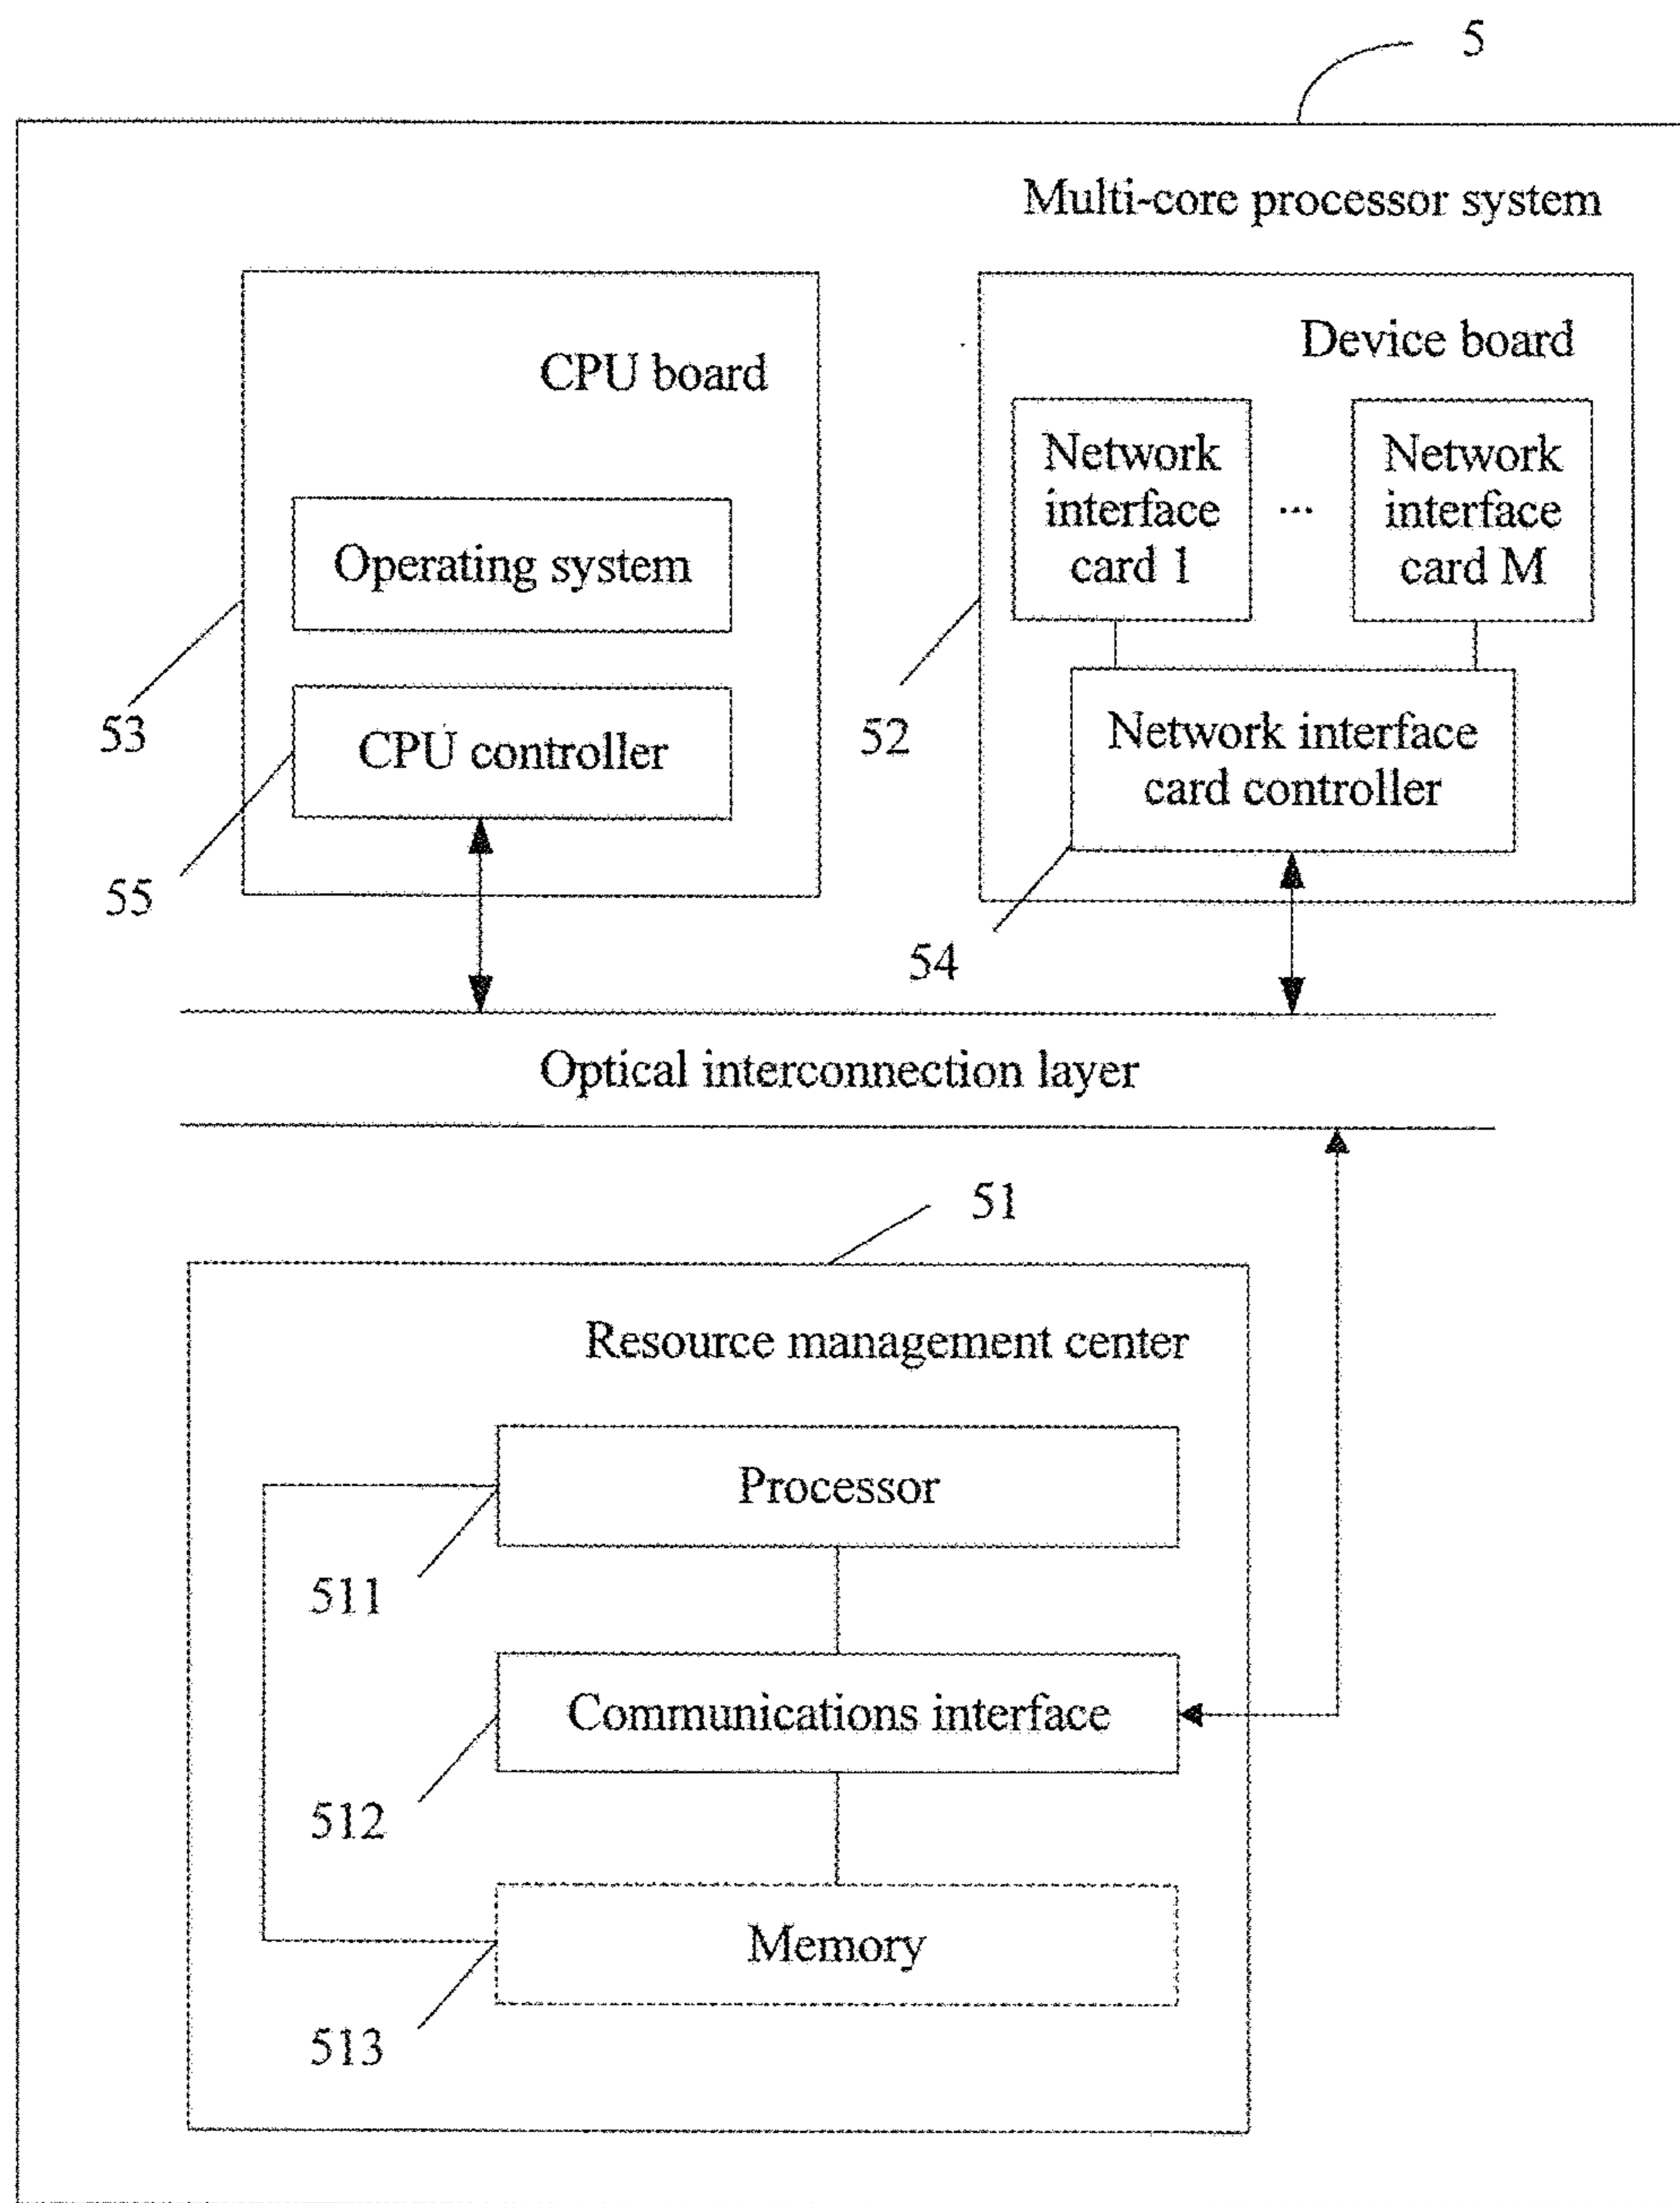 5
Multi-core processor system
CPU board
Operating system
CPU controller
53
55
Device board
Network
interface
card 1
...
Network
interface
card M
Network interface
card controller
52
54
Optical interconnection layer
51
Resource management center
Processor
511
Communications interface
512
Memory
513